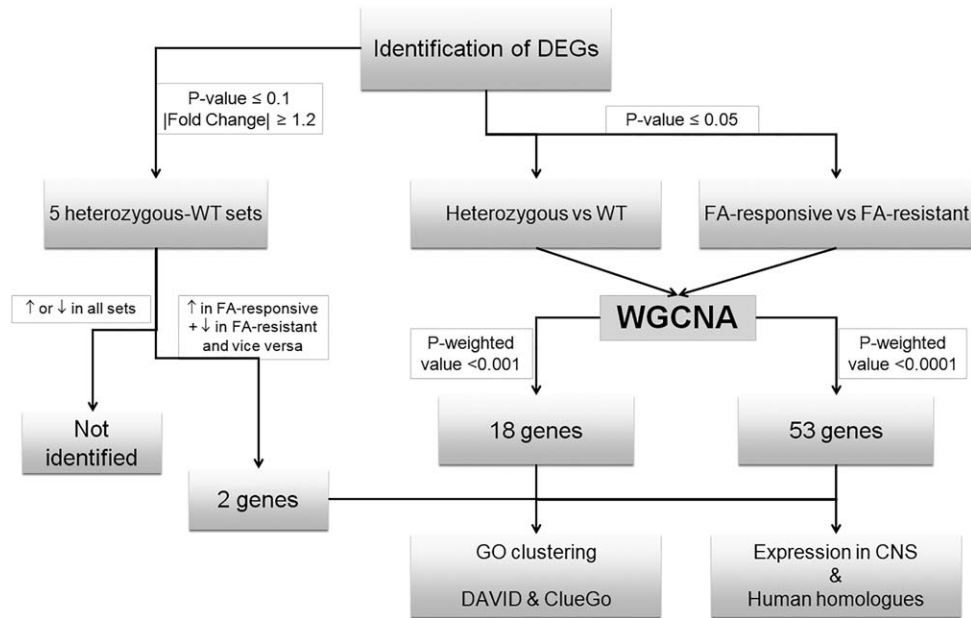 Identification of DEGs
P-value ≤ 0.1
|Fold Change| ≥ 1.2
P-value ≤ 0.05
5 heterozygous-WT sets
Heterozygous vs WT
FA-responsive vs FA-resistant
↑ or ↓ in all sets
↑ in FA-responsive
+ ↓ in FA-resistant
and vice versa
WGCNA
P-weighted
value <0.001
P-weighted
value <0.0001
Not
identified
18 genes
53 genes
2 genes
GO clustering
DAVID & ClueGo
Expression in CNS
&
Human homologues